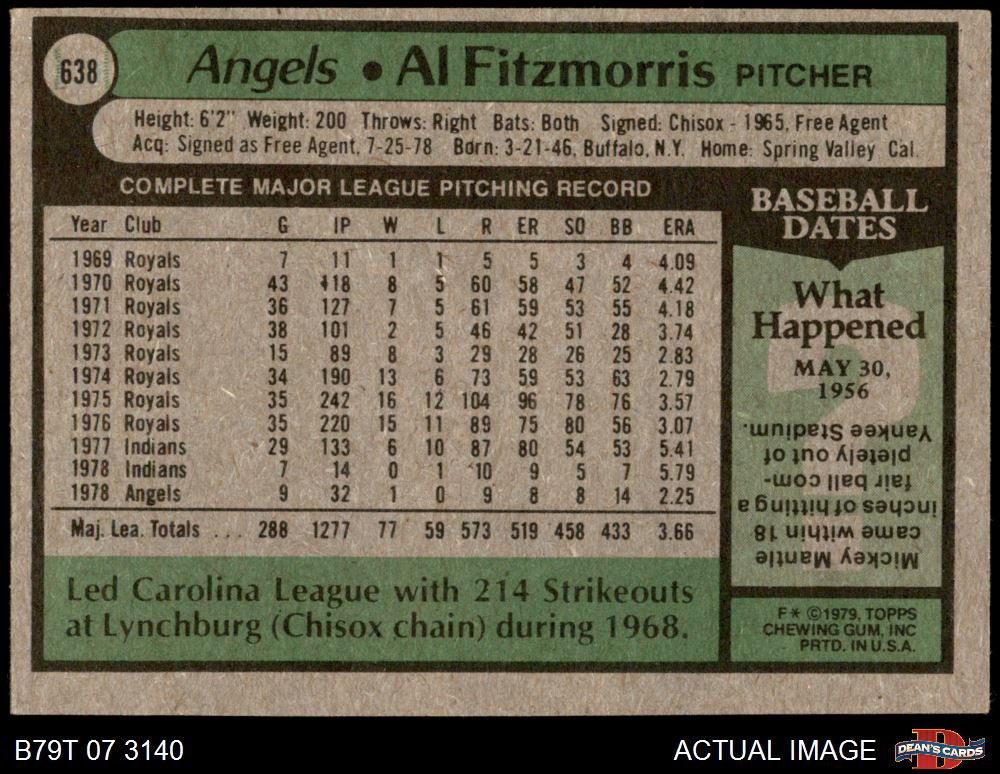 638
Angels • Al Fitzmorris PITCHER
Height: 6'2" Weight: 200 Throws: Right Bats: Both Signed: Chisox - 1965, Free Agent
Acq: Signed as Free Agent, 7-25-78 Born: 3-21-46, Buffalo, N.Y. Home: Spring Valley Cal.
COMPLETE MAJOR LEAGUE PITCHING RECORD
Year Club G IP W L R ER SO BB ERA
1969 Royals 7 11 1 1 5 5 3 4 4.09
1970 Royals 43 118 8 5 60 58 47 52 4.42
1971 Royals 36 127 7 5 61 59 53 55 4.18
1972 Royals 38 101 2 5 46 42 51 28 3.74
1973 Royals 15 89 8 3 29 28 26 25 2.83
1974 Royals 34 190 13 6 73 59 53 63 2.79
1975 Royals 35 242 16 12 104 96 78 76 3.57
1976 Royals 35 220 15 11 89 75 80 56 3.07
1977 Indians 29 133 6 10 87 80 54 53 5.41
1978 Indians 7 14 0 1 10 9 5 7 5.79
1978 Angels 9 32 1 0 9 8 8 14 2.25
Maj. Lea. Totals ... 288 1277 77 59 573 519 458 433 3.66
Led Carolina League with 214 Strikeouts
at Lynchburg (Chisox chain) during 1968.
BASEBALL
DATES
What
Happened
MAY 30,
1956
Mickey Mantle
came within 18
inches of hitting a
fair ball com-
pletely out of
Yankee Stadium.
F* ©1979, TOPPS
CHEWING GUM, INC
PRTD. IN U.S.A.
B79T 07 3140
ACTUAL IMAGE
DEAN'S CARDS